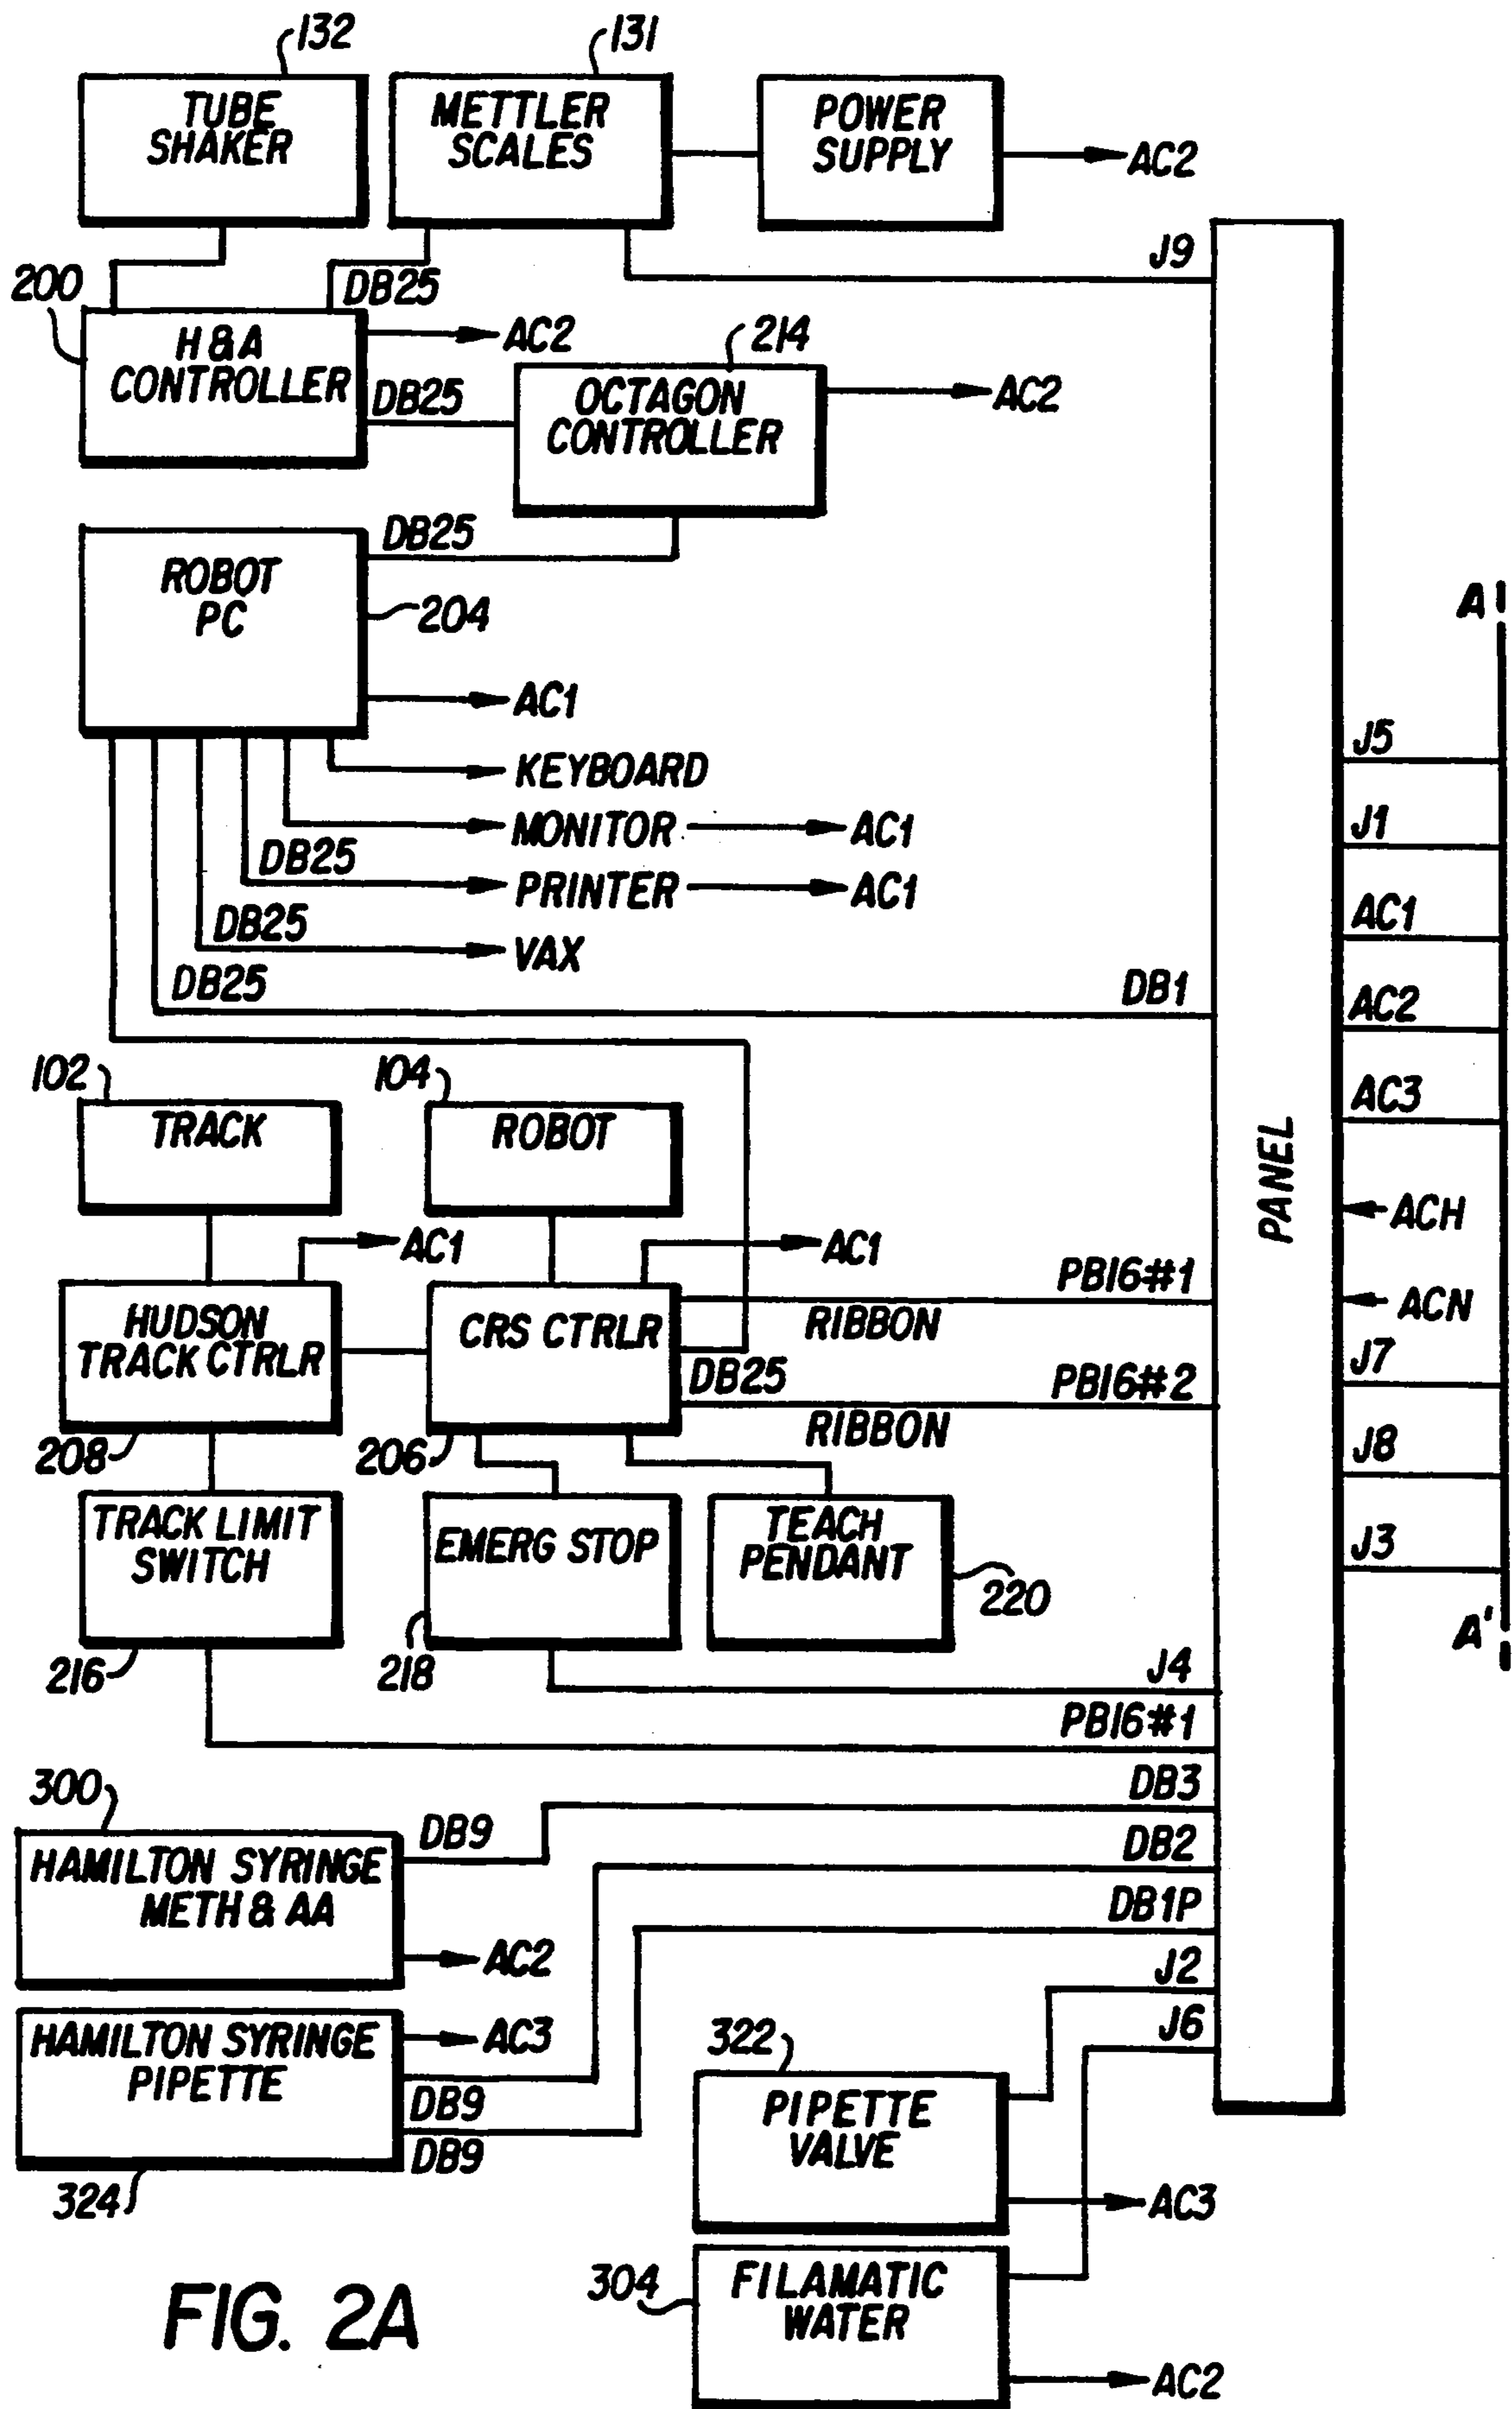 132
131
TUBE
SHAKER
METTLER
SCALES
POWER
SUPPLY
AC2
J9
200
DB25
H&A
CONTROLLER
AC2
DB25
214
OCTAGON
CONTROLLER
AC2
DB25
ROBOT
PC
204
AC1
KEYBOARD
MONITOR
AC1
DB25
PRINTER
AC1
DB25
VAX
DB25
DB1
A'
J5
J1
AC1
AC2
AC3
PANEL
ACH
ACN
J7
J8
J3
A'
102
104
TRACK
ROBOT
AC1
AC1
HUDSON
TRACK CTRLR
CRS CTRLR
PB16#1
RIBBON
DB25
PB16#2
RIBBON
208
206
TRACK LIMIT
SWITCH
EMERG STOP
TEACH
PENDANT
220
216
218
J4
PB16#1
300
DB3
HAMILTON SYRINGE
METH & AA
DB9
DB2
DB1P
AC2
J2
HAMILTON SYRINGE
PIPETTE
AC3
J6
DB9
DB9
324
322
PIPETTE
VALVE
AC3
304
FILAMATIC
WATER
AC2
FIG. 2A